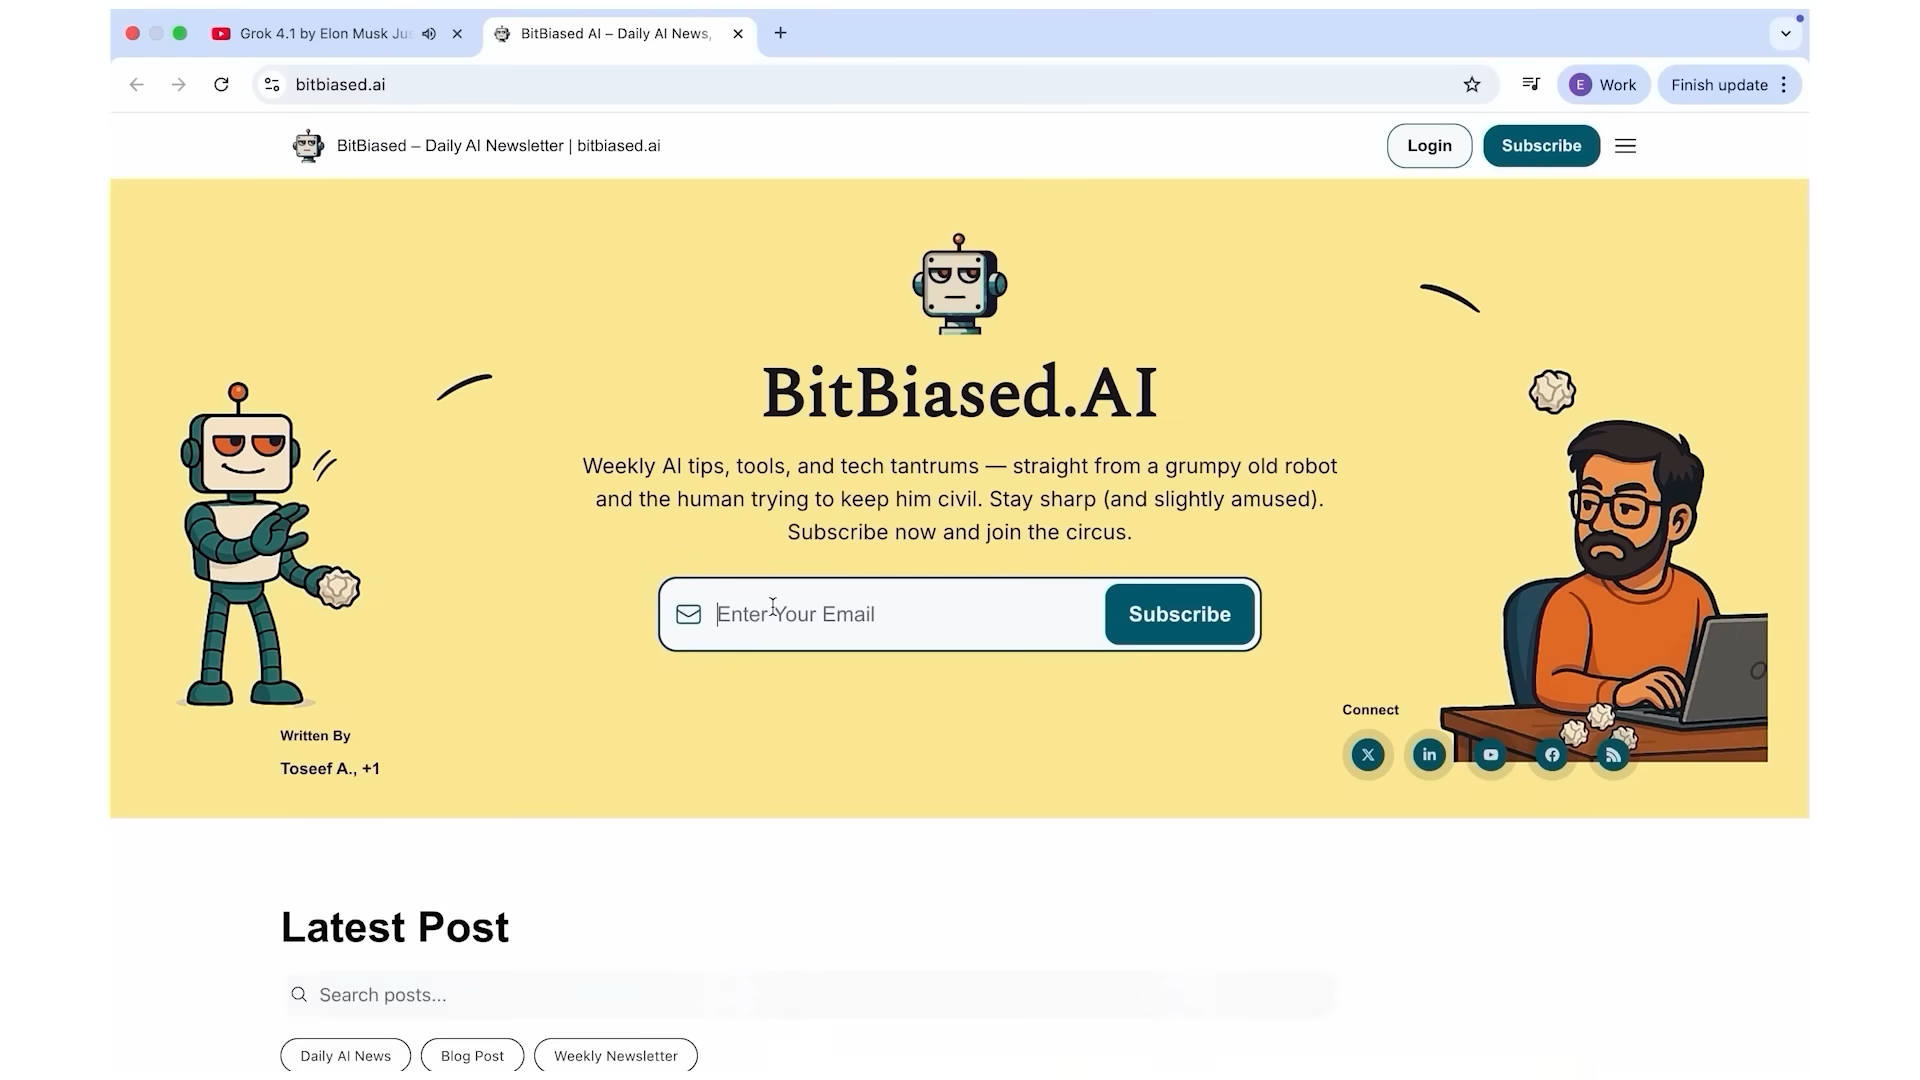 Grok 4.1 by Elon Musk Jus
BitBiased AI – Daily AI News,
bitbiased.ai
E Work
Finish update
BitBiased – Daily AI Newsletter | bitbiased.ai
Login
Subscribe
BitBiased.AI
Weekly AI tips, tools, and tech tantrums — straight from a grumpy old robot
and the human trying to keep him civil. Stay sharp (and slightly amused).
Subscribe now and join the circus.
Enter Your Email
Subscribe
Written By
Toseef A., +1
Connect
X
in
Latest Post
Search posts...
Daily AI News
Blog Post
Weekly Newsletter